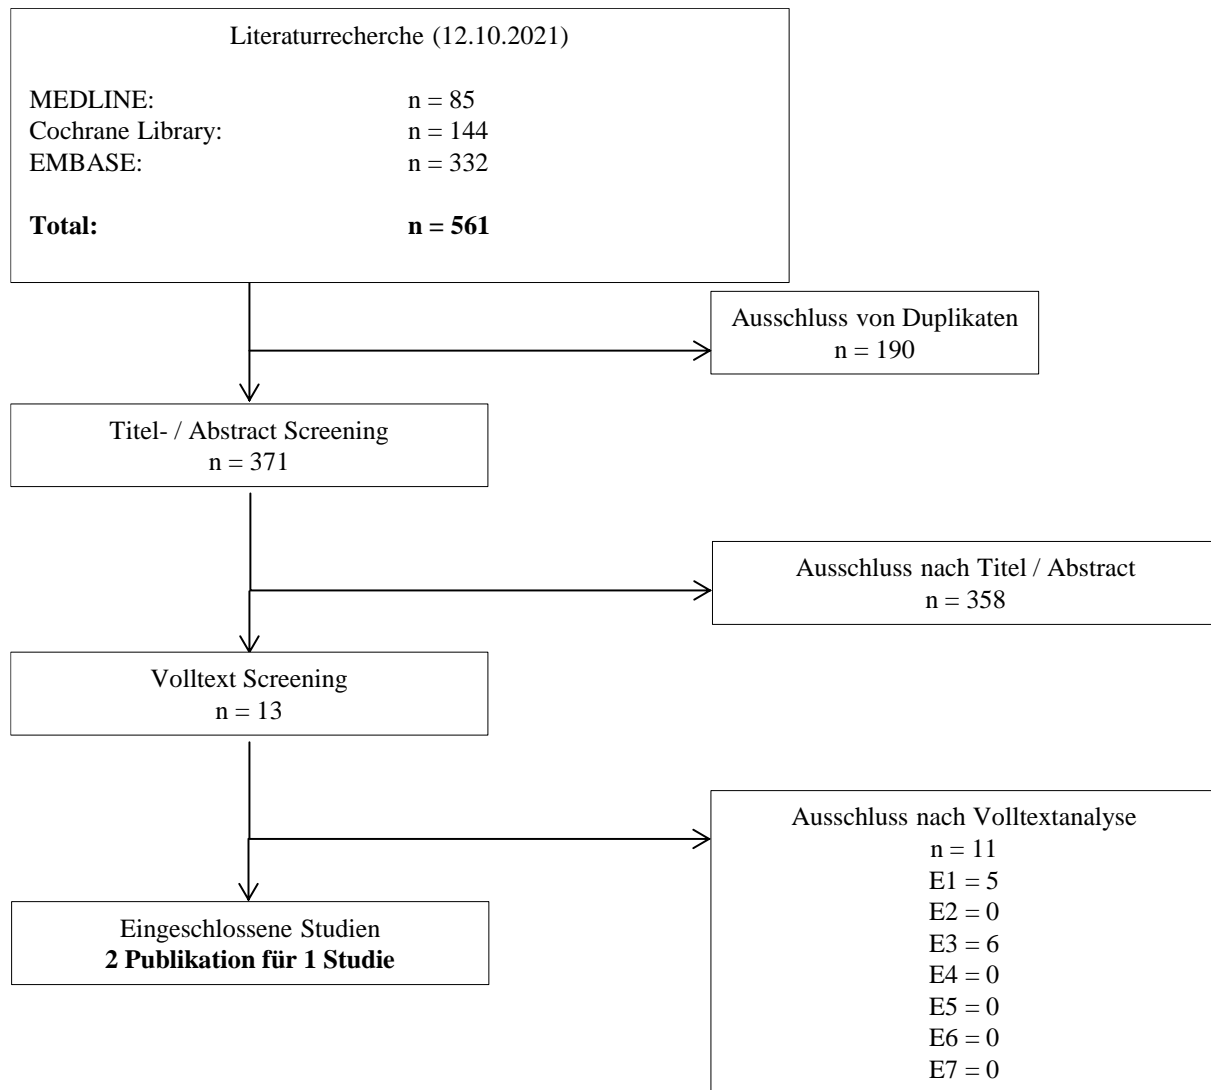 Literaturrecherche (12.10.2021)
MEDLINE: n = 85
Cochrane Library: n = 144
EMBASE: n = 332
Total: n = 561
Ausschluss von Duplikaten
n = 190
Titel- / Abstract Screening
n = 371
Ausschluss nach Titel / Abstract
n = 358
Volltext Screening
n = 13
Ausschluss nach Volltextanalyse
n = 11
E1 = 5
E2 = 0
E3 = 6
E4 = 0
E5 = 0
E6 = 0
E7 = 0
Eingeschlossene Studien
2 Publikation für 1 Studie